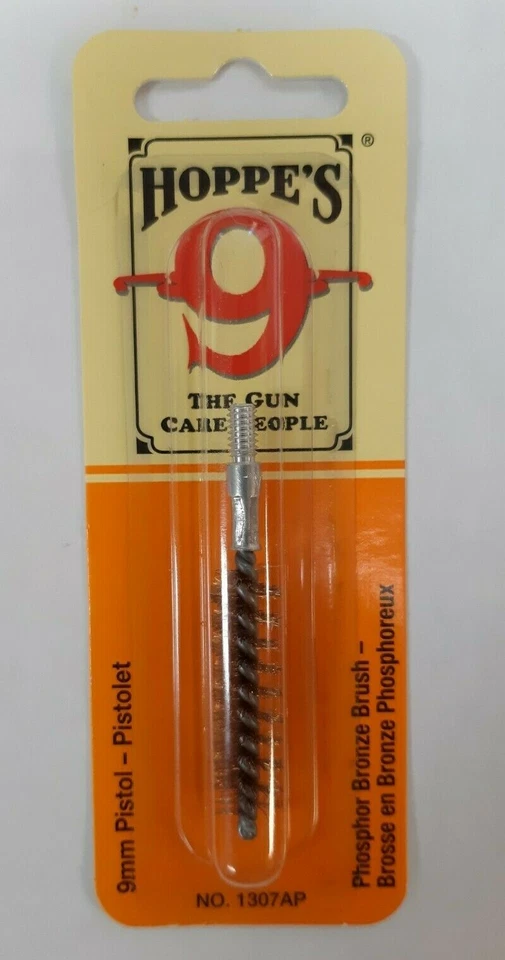 HOPPE'S ®
9
THE GUN
CARE PEOPLE
9mm Pistol – Pistolet
Phosphor Bronze Brush –
Brosse en Bronze Phosphoreux
NO. 1307AP